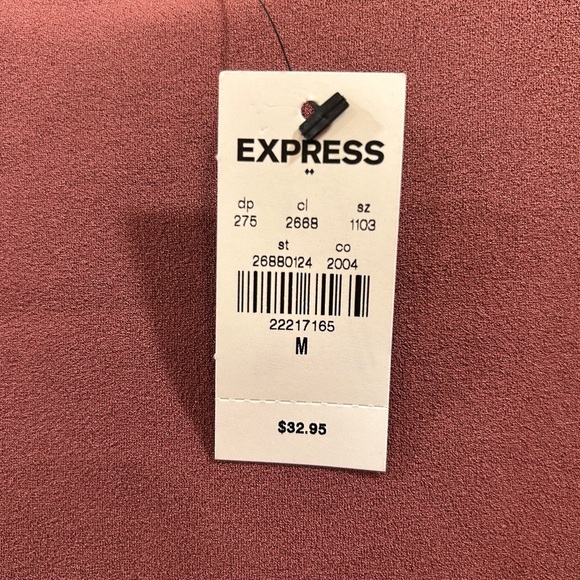 EXPRESS
dp cl sz
275 2668 1103
st co
26880124 2004
22217165
M
$32.95